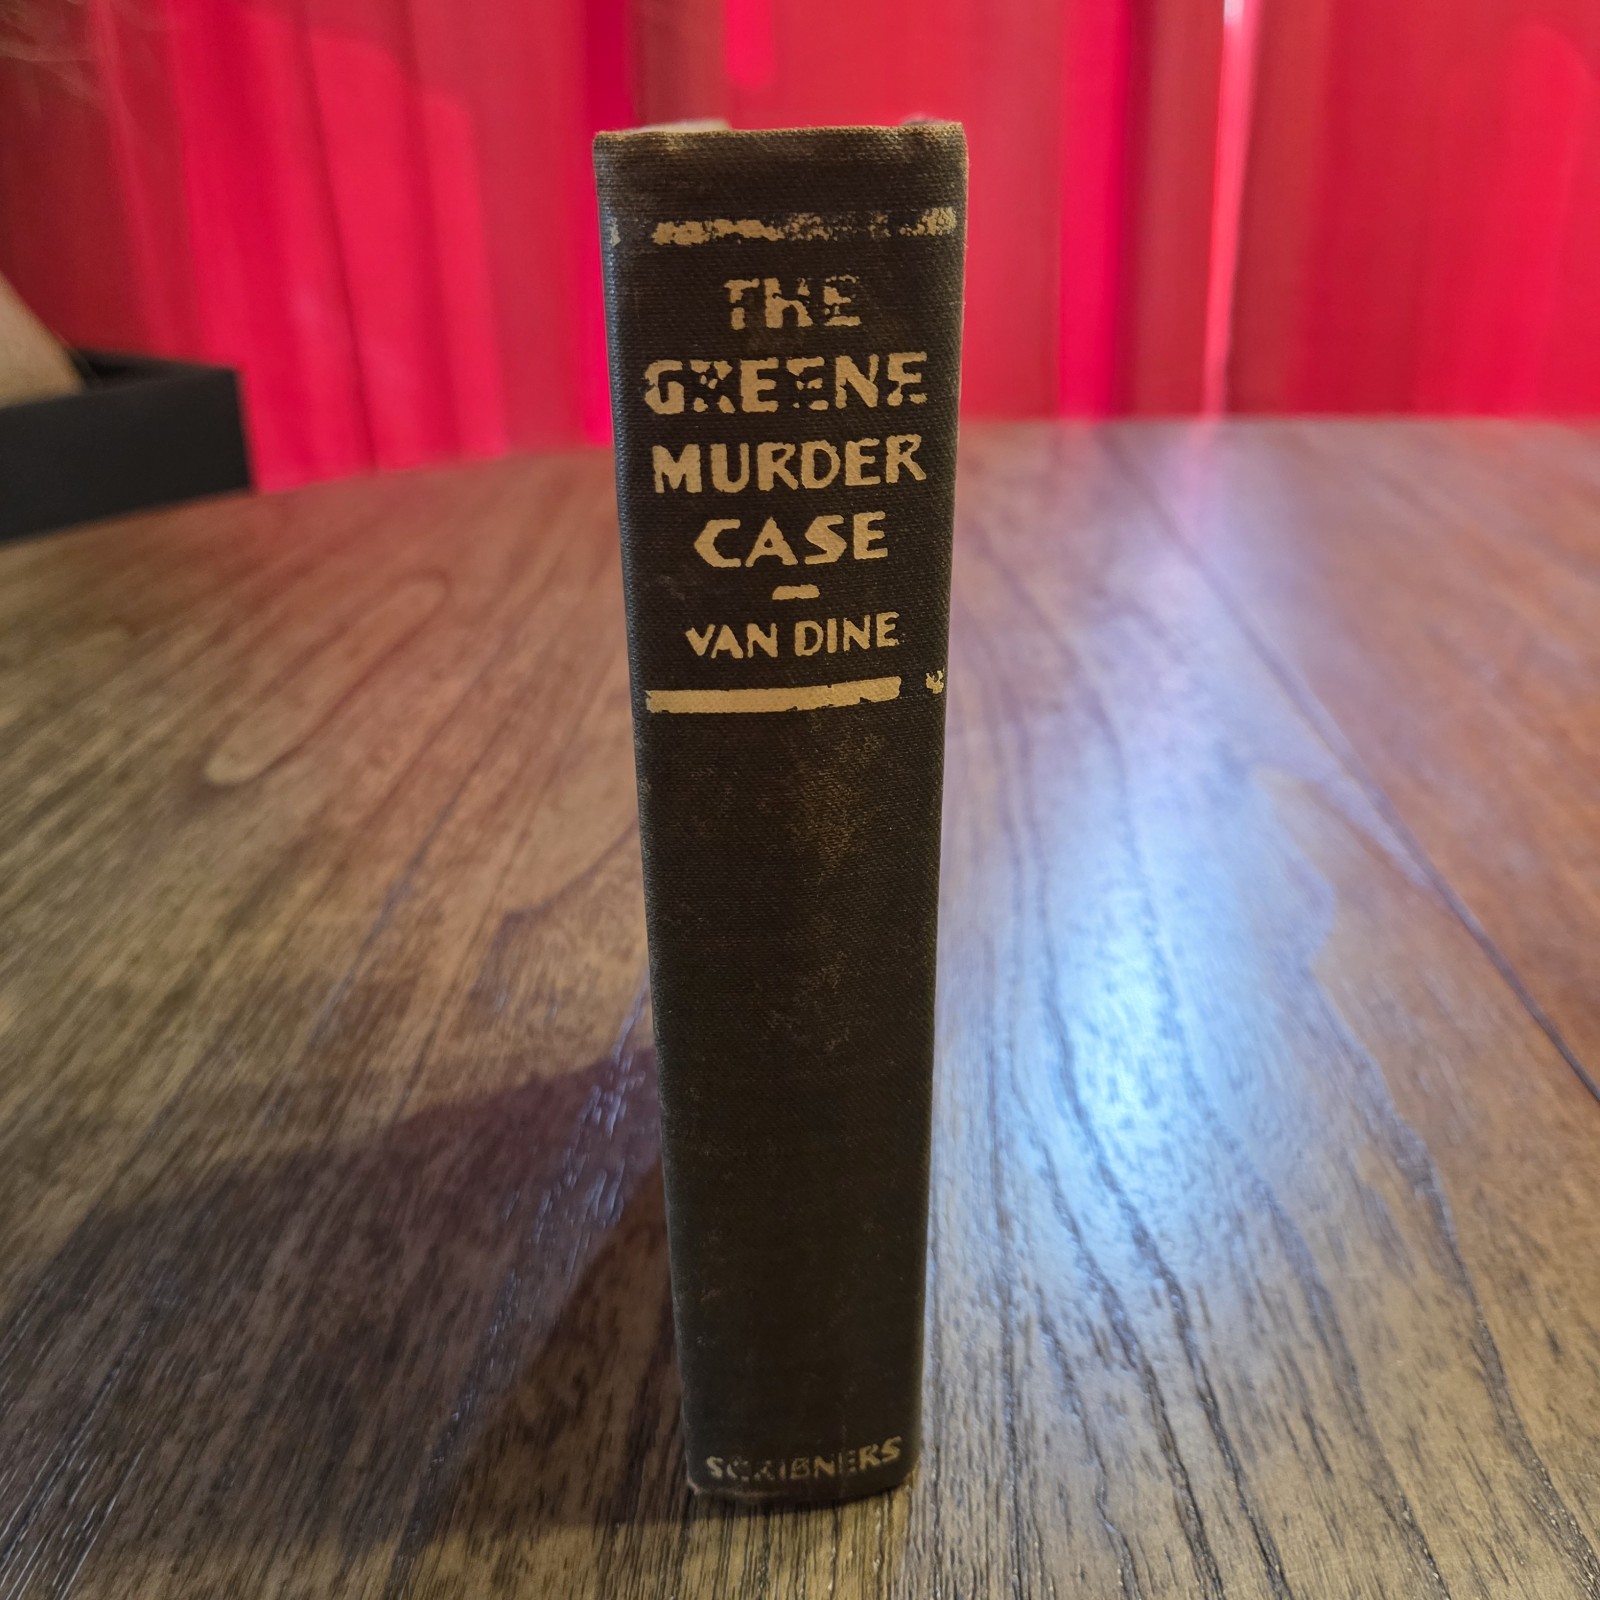 THE
GREENE
MURDER
CASE
–
VAN DINE
SCRIBNERS